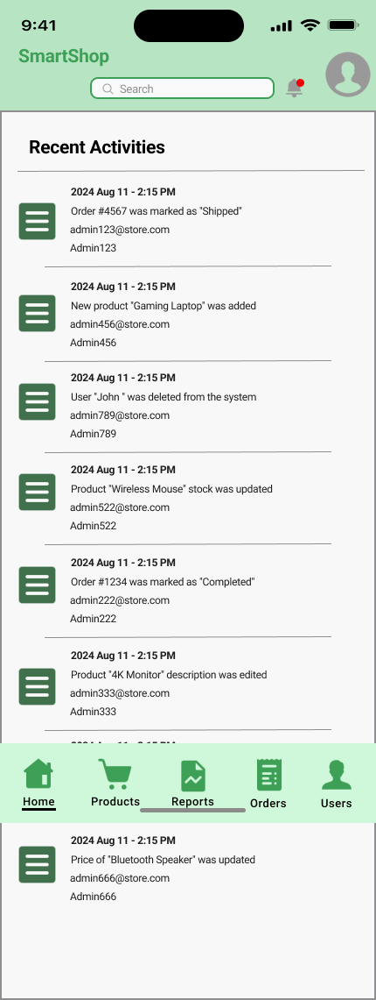 9:41
SmartShop
Search
Recent Activities
2024 Aug 11 - 2:15 PM
Order #4567 was marked as "Shipped"
admin123@store.com
Admin123
2024 Aug 11 - 2:15 PM
New product "Gaming Laptop" was added
admin456@store.com
Admin456
2024 Aug 11 - 2:15 PM
User "John " was deleted from the system
admin789@store.com
Admin789
2024 Aug 11 - 2:15 PM
Product "Wireless Mouse" stock was updated
admin522@store.com
Admin522
2024 Aug 11 - 2:15 PM
Order #1234 was marked as "Completed"
admin222@store.com
Admin222
2024 Aug 11 - 2:15 PM
Product "4K Monitor" description was edited
admin333@store.com
Admin333
Home Products Reports Orders Users
2024 Aug 11 - 2:15 PM
Price of "Bluetooth Speaker" was updated
admin666@store.com
Admin666